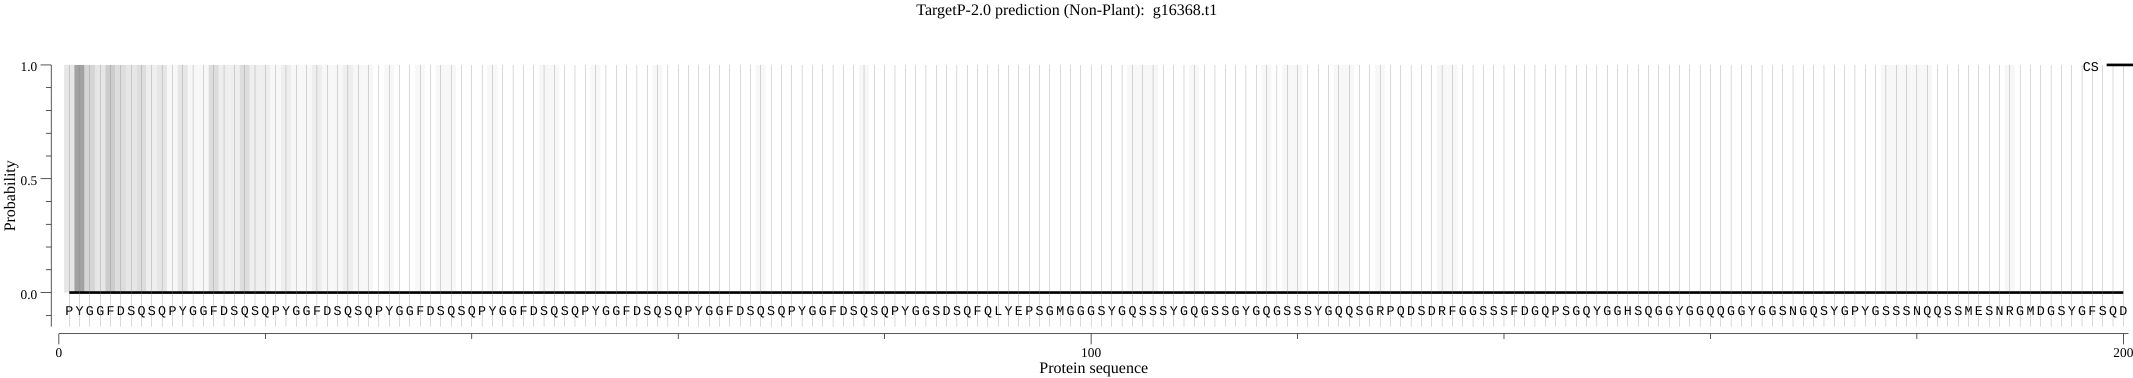 TargetP-2.0 prediction (Non-Plant): g16368.t1
1.0
CS
0.5
Probability
0.0
PYGGFDSQSQPYGGFDSQSQPYGGFDSQSQPYGGFDSQSQPYGGFDSQSQPYGGFDSQSQPYGGFDSQSQPYGGFDSQSQPYGGSDSQFQLYEPSGMGGGSYGQSSSYGQGSSGYGQGSSSYGQQSGRPQDSDRFGGSSSFDGQPSGQYGGHSQGGYGGQQGGYGGSNGQSYGPYGSSSNQQSSMESNRGMDGSYGFSQD
0 100 200
Protein sequence